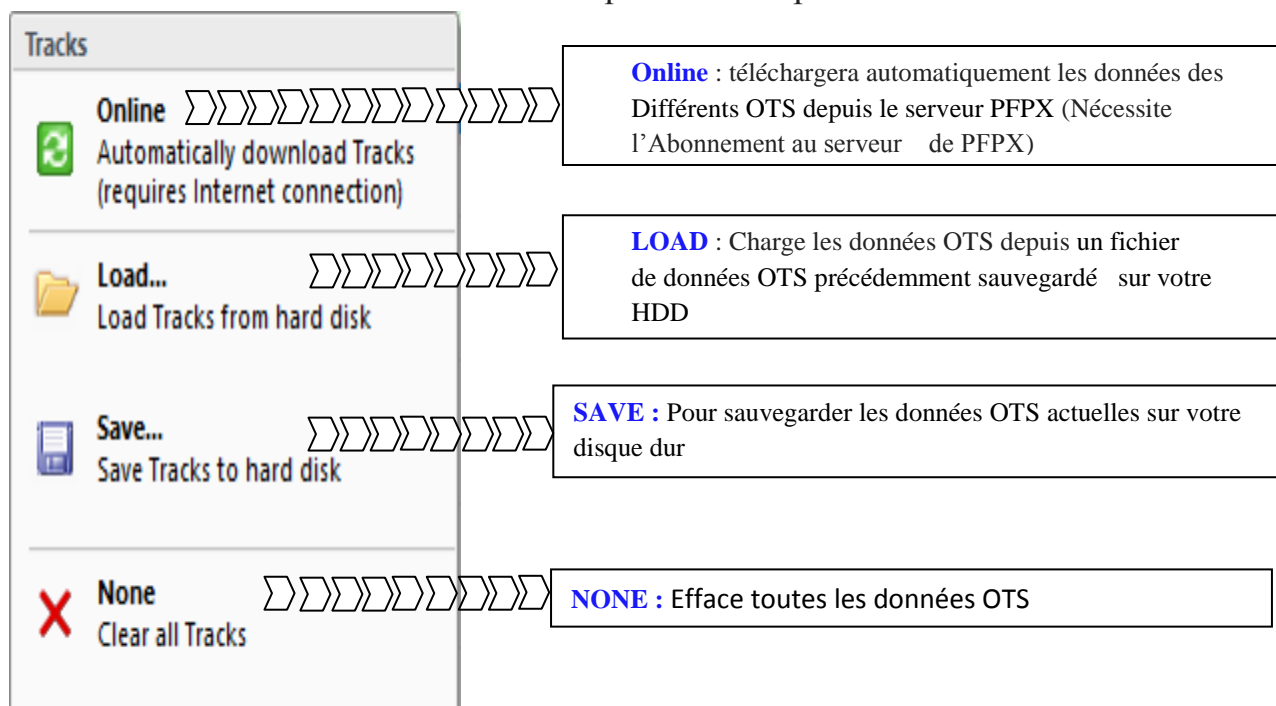 Tracks
Online
Automatically download Tracks
(requires Internet connection)
Online : téléchargera automatiquement les données des
Différents OTS depuis le serveur PFPX (Nécessite
l’Abonnement au serveur de PFPX)
Load...
Load Tracks from hard disk
LOAD : Charge les données OTS depuis un fichier
de données OTS précédemment sauvegardé sur votre
HDD
Save...
Save Tracks to hard disk
SAVE : Pour sauvegarder les données OTS actuelles sur votre
disque dur
None
Clear all Tracks
NONE : Efface toutes les données OTS